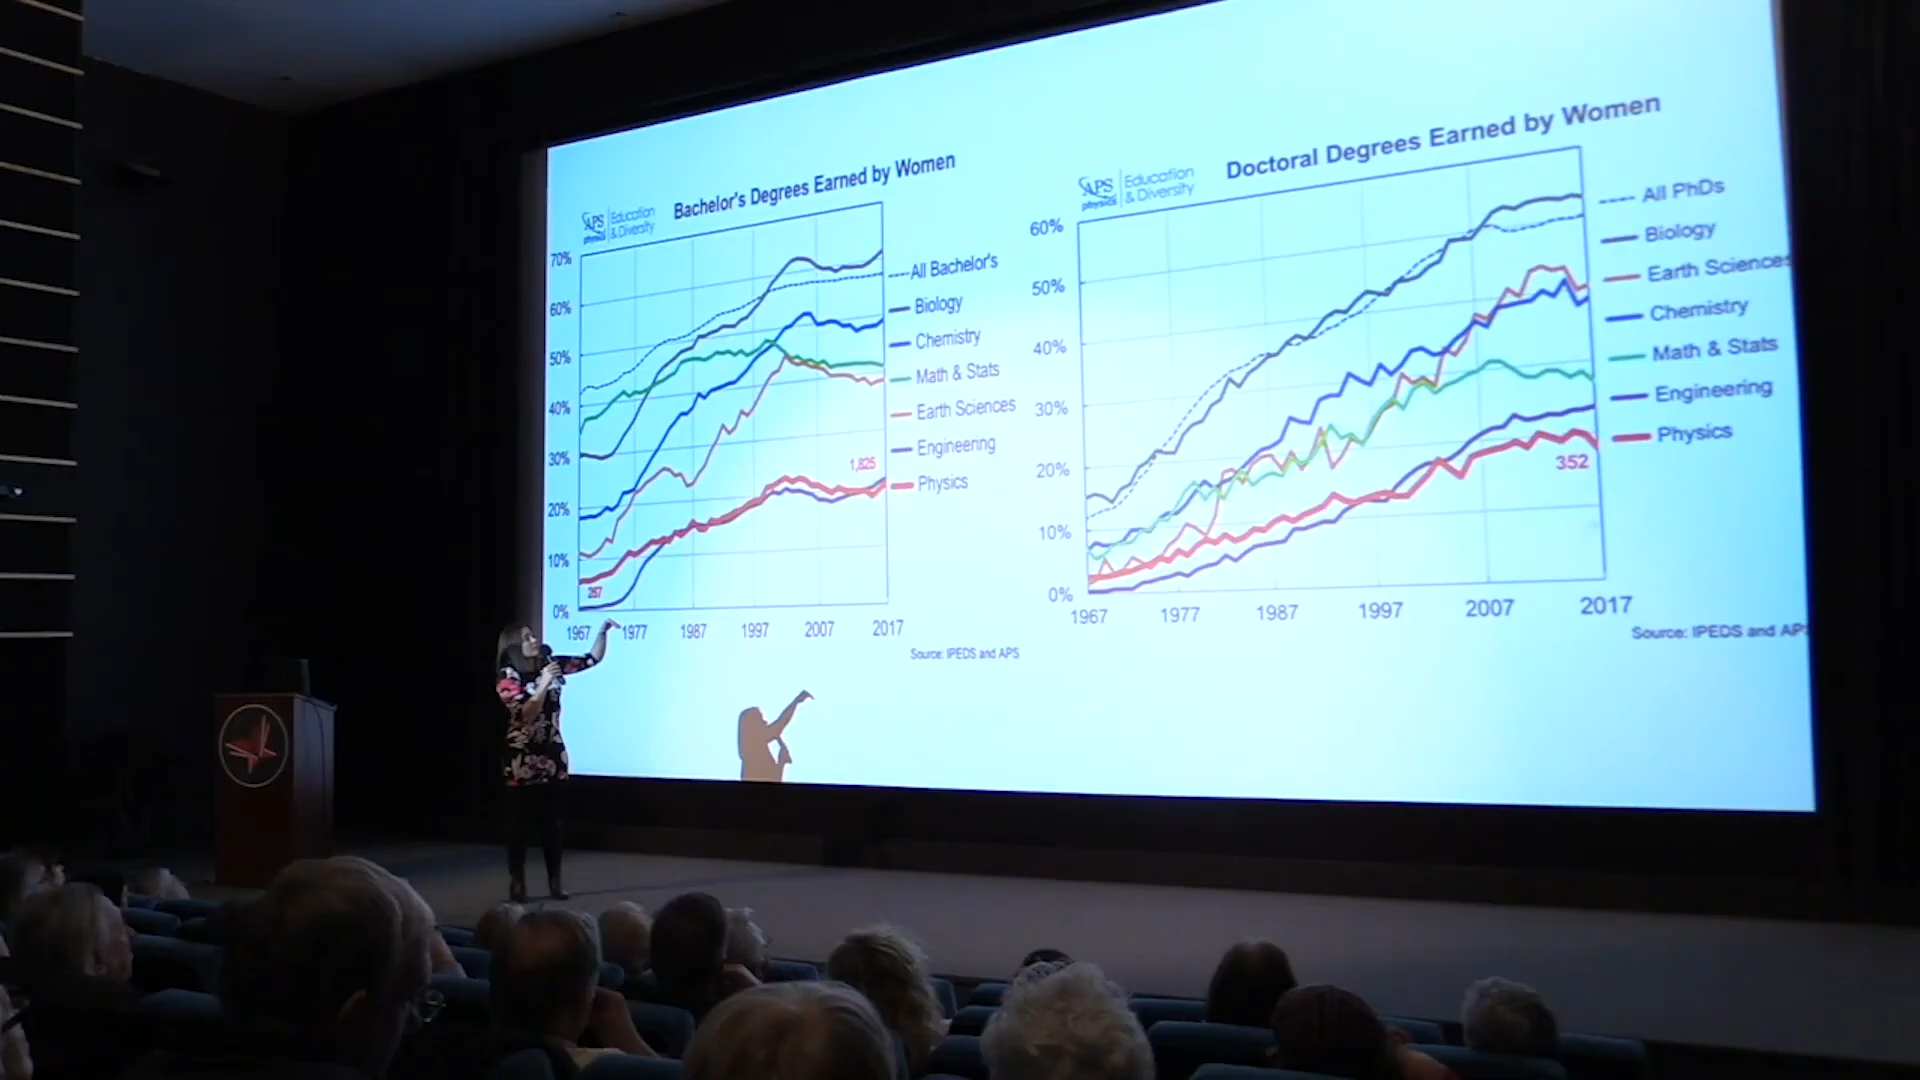 APS physics
Education & Diversity
Bachelor's Degrees Earned by Women
70%
60%
50%
40%
30%
20%
10%
0%
1967 1977 1987 1997 2007 2017
267
1,825
All Bachelor's
Biology
Chemistry
Math & Stats
Earth Sciences
Engineering
Physics
Source: IPEDS and APS
APS physics
Education & Diversity
Doctoral Degrees Earned by Women
60%
50%
40%
30%
20%
10%
0%
1967 1977 1987 1997 2007 2017
352
All PhDs
Biology
Earth Sciences
Chemistry
Math & Stats
Engineering
Physics
Source: IPEDS and AP